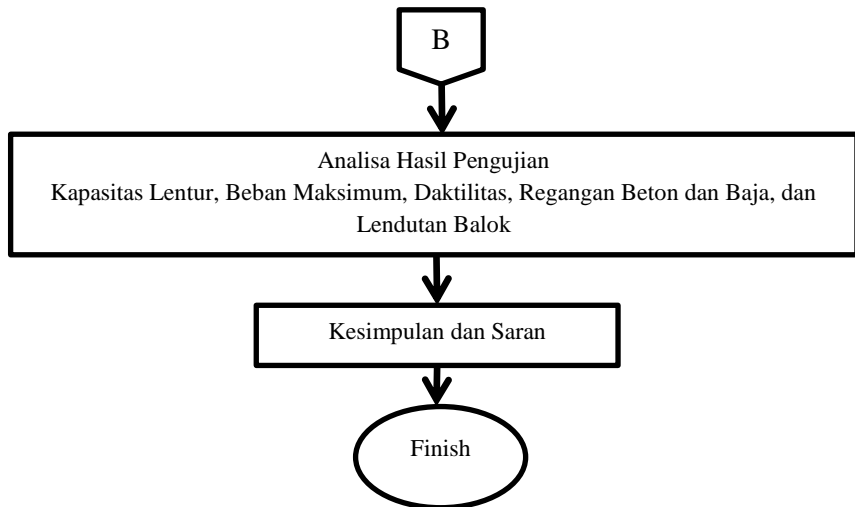 B
Analisa Hasil Pengujian
Kapasitas Lentur, Beban Maksimum, Daktilitas, Regangan Beton dan Baja, dan
Lendutan Balok
Kesimpulan dan Saran
Finish